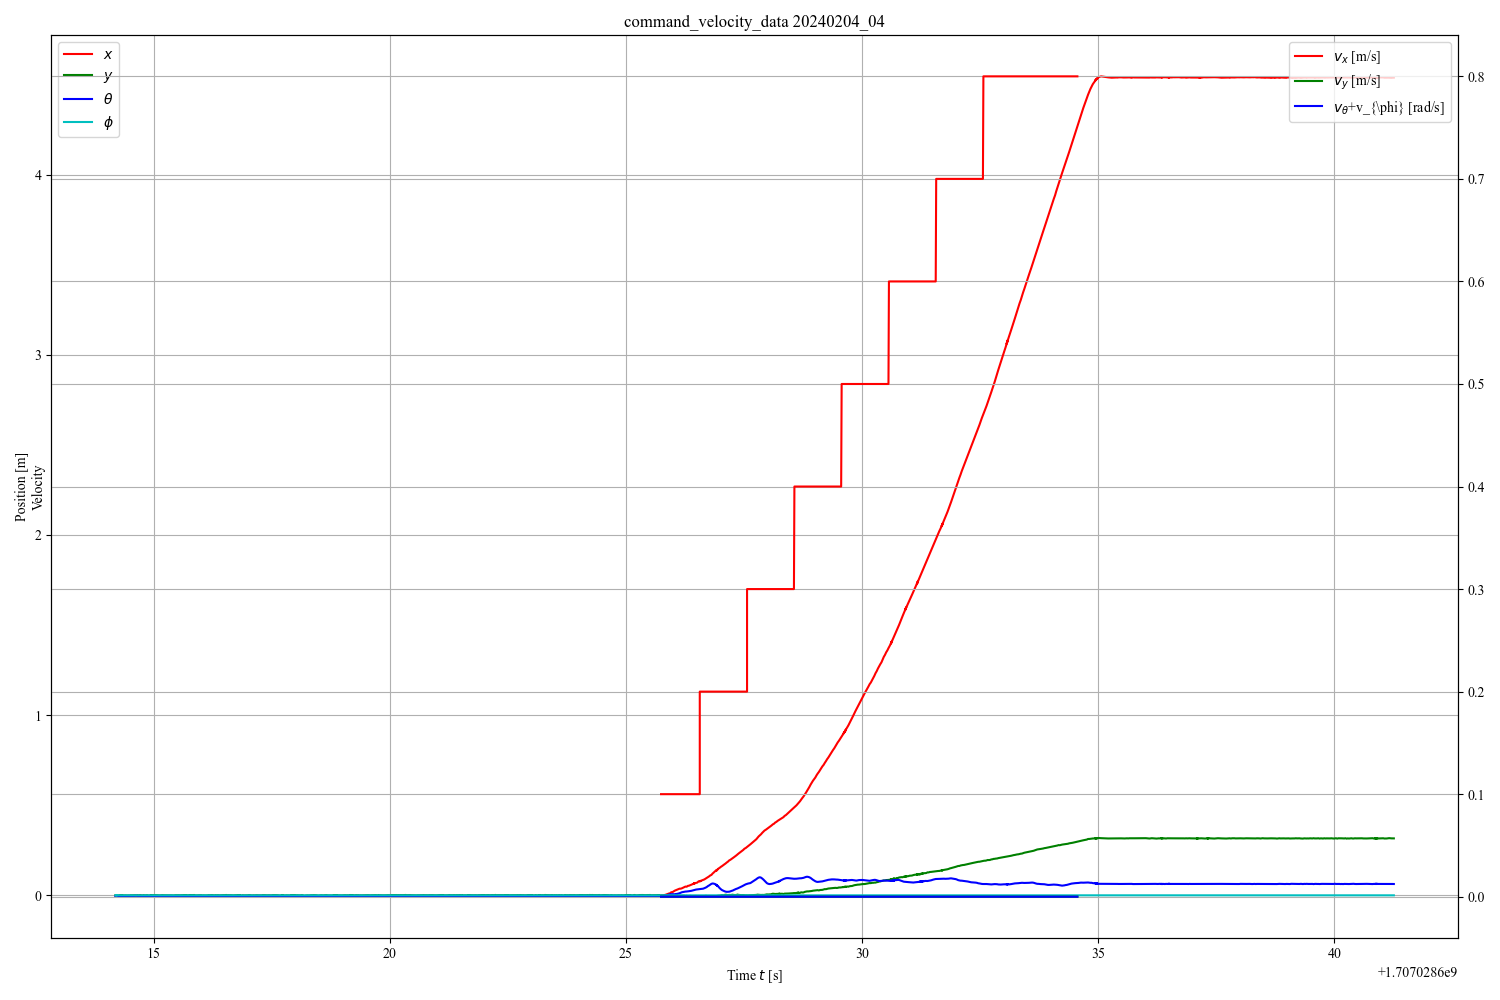 command_velocity_data 20240204_04
x
y
θ
ϕ
v_x [m/s]
v_y [m/s]
v_θ+v_{\phi} [rad/s]
4
3
2
1
0
0.8
0.7
0.6
0.5
0.4
0.3
0.2
0.1
0.0
Position [m]
Velocity
15 20 25 30 35 40
Time t [s]
+1.7070286e9